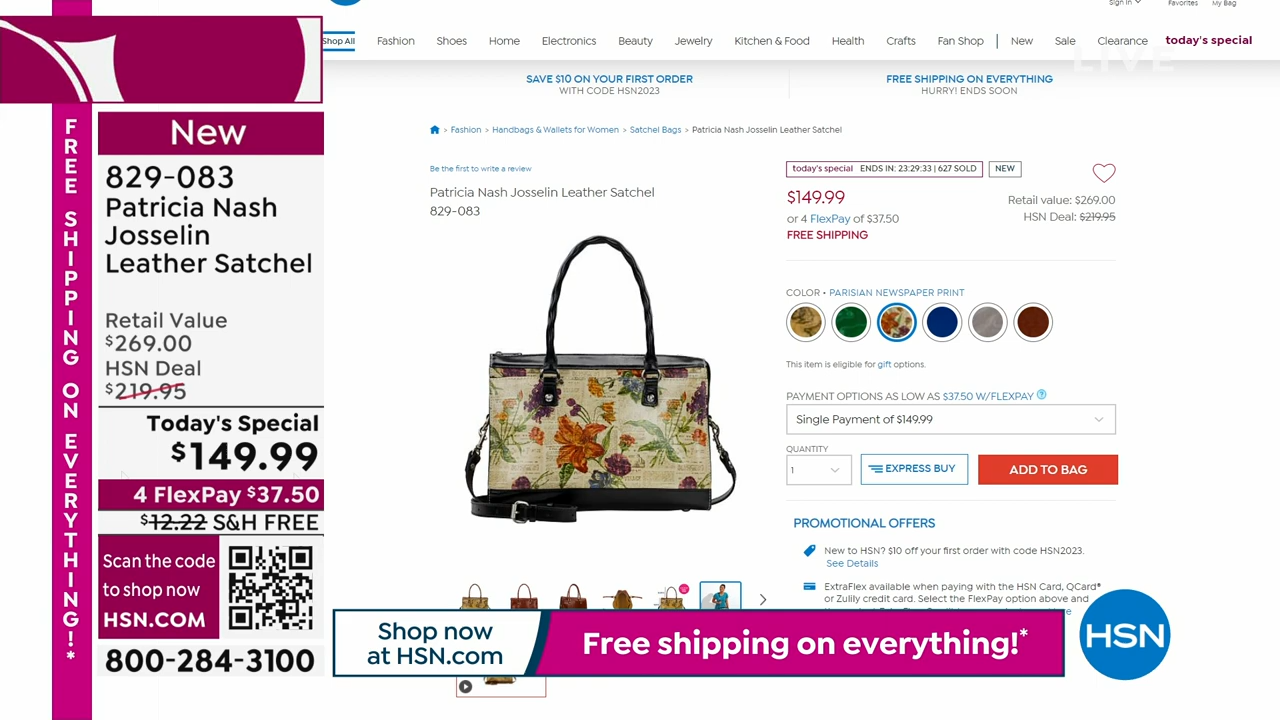 FREE SHIPPING ON EVERYTHING!*
New
829-083
Patricia Nash
Josselin
Leather Satchel
Retail Value
$269.00
HSN Deal
$219.95
Today's Special
$149.99
4 FlexPay $37.50
$12.22 S&H FREE
Scan the code
to shop now
HSN.COM
800-284-3100
Sign In
Favorites
My Bag
Shop All
Fashion
Shoes
Home
Electronics
Beauty
Jewelry
Kitchen & Food
Health
Crafts
Fan Shop
New
Sale
Clearance
today's special
LIVE
SAVE $10 ON YOUR FIRST ORDER
WITH CODE HSN2023
FREE SHIPPING ON EVERYTHING
HURRY! ENDS SOON
> Fashion > Handbags & Wallets for Women > Satchel Bags > Patricia Nash Josselin Leather Satchel
Be the first to write a review
Patricia Nash Josselin Leather Satchel
829-083
today's special ENDS IN: 23:29:33 | 627 SOLD
NEW
$149.99
Retail value: $269.00
or 4 FlexPay of $37.50
HSN Deal: $219.95
FREE SHIPPING
COLOR • PARISIAN NEWSPAPER PRINT
This item is eligible for gift options.
PAYMENT OPTIONS AS LOW AS $37.50 W/FLEXPAY ?
Single Payment of $149.99
QUANTITY
1
EXPRESS BUY
ADD TO BAG
PROMOTIONAL OFFERS
New to HSN? $10 off your first order with code HSN2023.
See Details
ExtraFlex available when paying with the HSN Card, QCard®
or Zulily credit card. Select the FlexPay option above and
Shop now
at HSN.com
Free shipping on everything!*
HSN